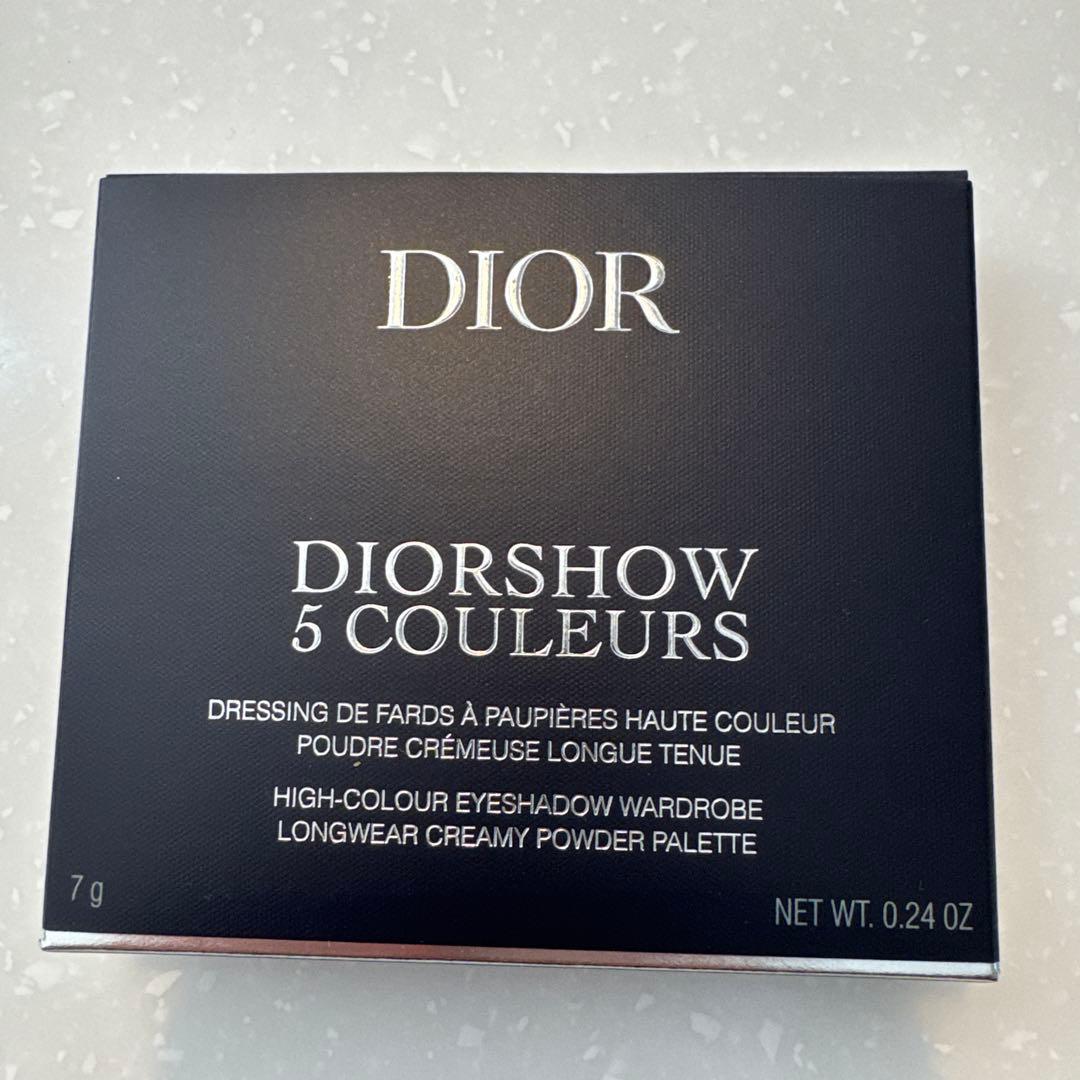 DIOR
DIORSHOW
5 COULEURS
DRESSING DE FARDS À PAUPIÈRES HAUTE COULEUR
POUDRE CRÉMEUSE LONGUE TENUE
HIGH-COLOUR EYESHADOW WARDROBE
LONGWEAR CREAMY POWDER PALETTE
7 g
NET WT. 0.24 OZ